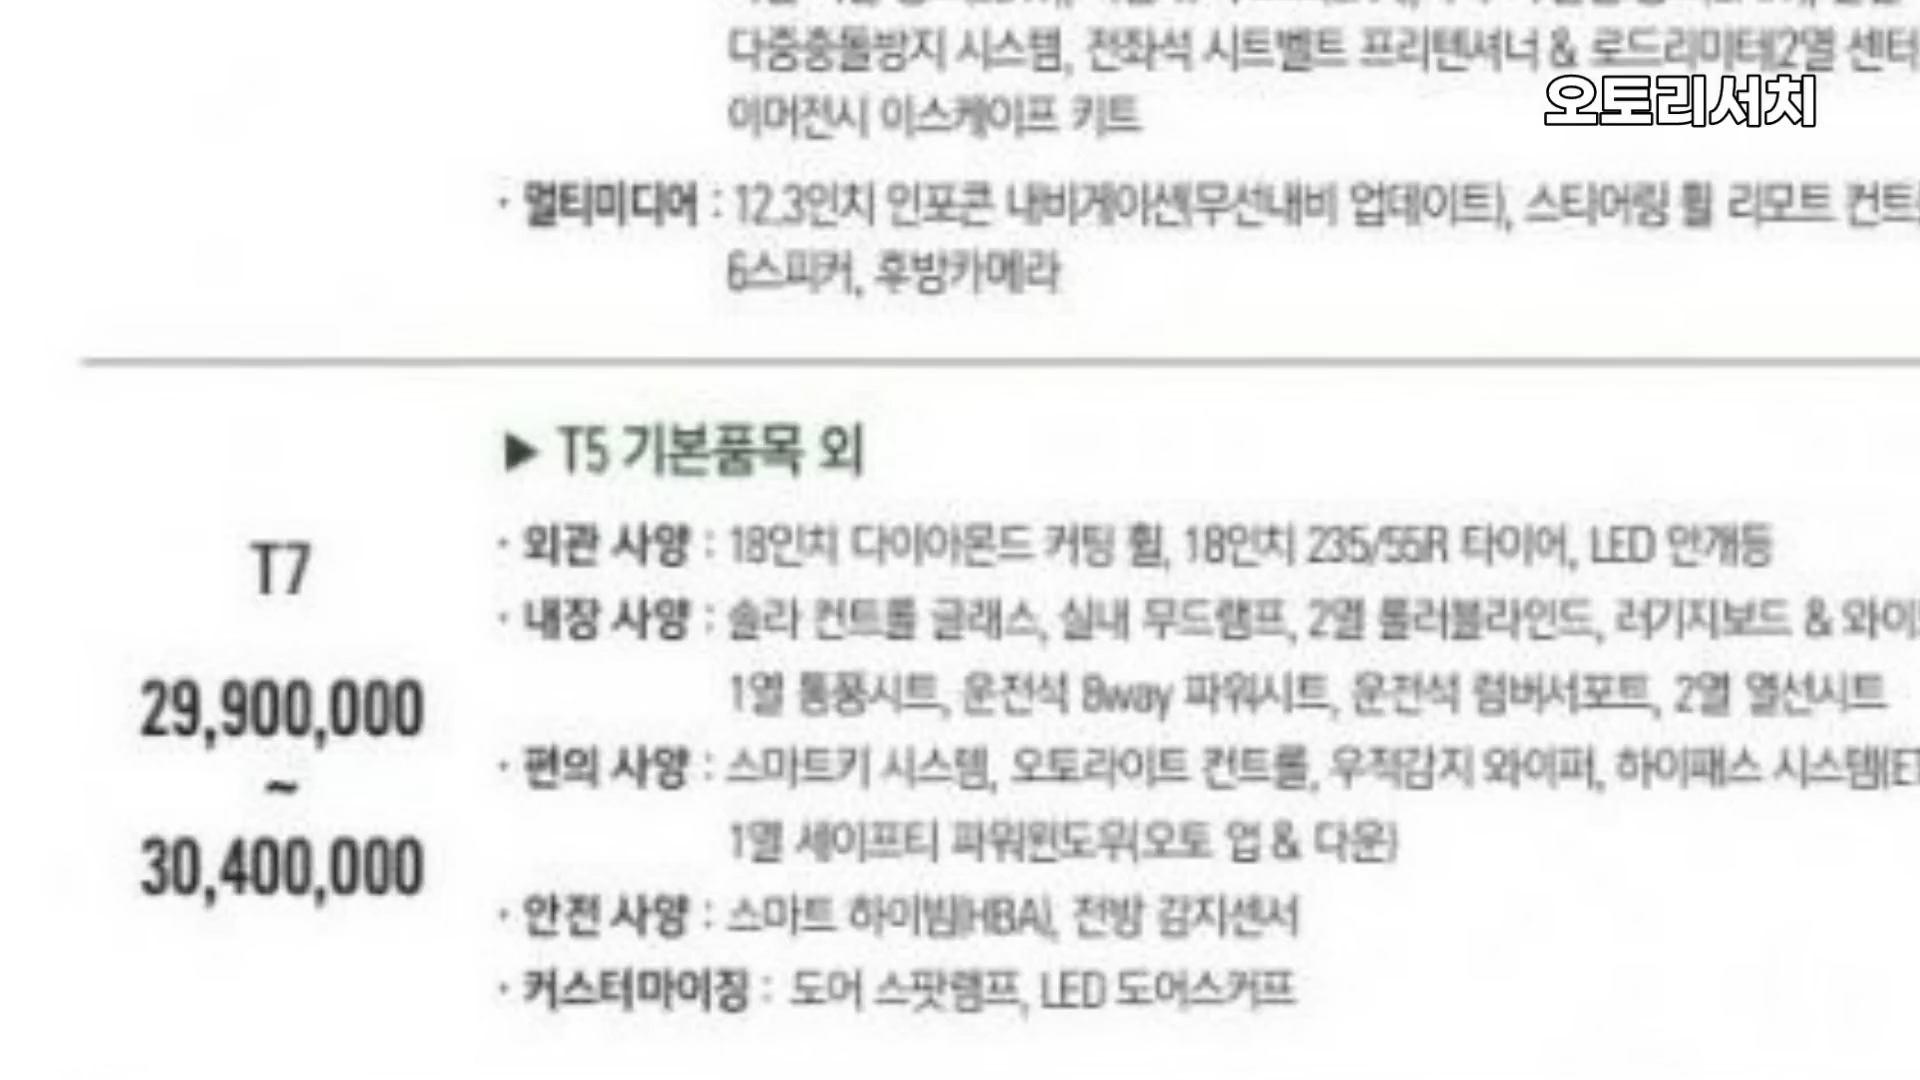 다중충돌방지 시스템, 전좌석 시트벨트 프리텐셔너 & 로드리미터(2열 센터
오토리서치
이머전시 이스케이프 키트
· 멀티미디어 : 12.3인치 인포콘 내비게이션(무선내비 업데이트), 스티어링 휠 리모트 컨트
6스피커, 후방카메라
▶ T5 기본품목 외
T7
29,900,000
~
30,400,000
· 외관 사양 : 18인치 다이아몬드 커팅 휠, 18인치 235/55R 타이어, LED 안개등
· 내장 사양 : 솔라 컨트롤 글래스, 실내 무드램프, 2열 롤러블라인드, 러기지보드 & 와이
1열 통풍시트, 운전석 8way 파워시트, 운전석 럼버서포트, 2열 열선시트
· 편의 사양 : 스마트키 시스템, 오토라이트 컨트롤, 우적감지 와이퍼, 하이패스 시스템(ET
1열 세이프티 파워윈도우(오토 업 & 다운)
· 안전 사양 : 스마트 하이빔(HBA), 전방 감지센서
· 커스터마이징 : 도어 스팟램프, LED 도어스커프